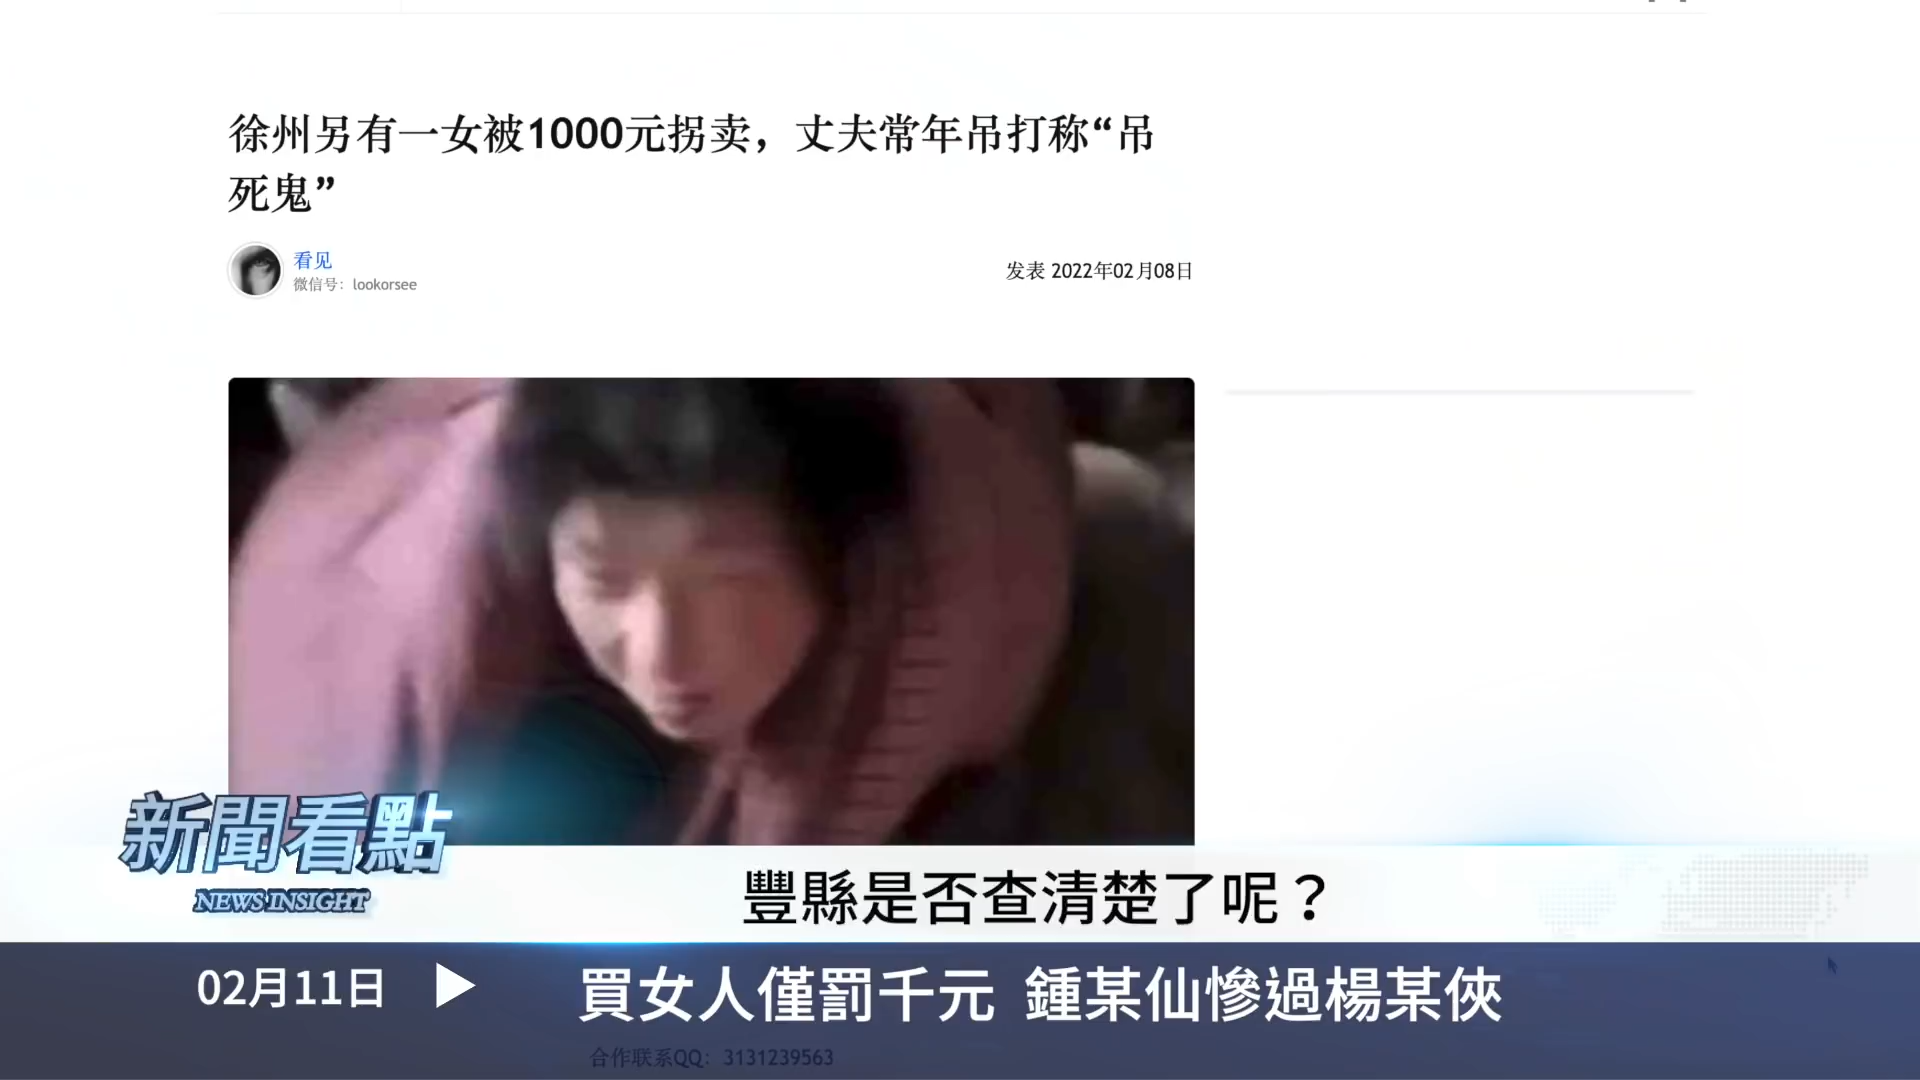 徐州另有一女被1000元拐卖，丈夫常年吊打称“吊
死鬼”
看见
微信号：lookorsee
发表 2022年02月08日
新聞看點
NEWS INSIGHT
豐縣是否查清楚了呢？
02月11日
買女人僅罰千元 鍾某仙慘過楊某俠
合作联系QQ：3131239563